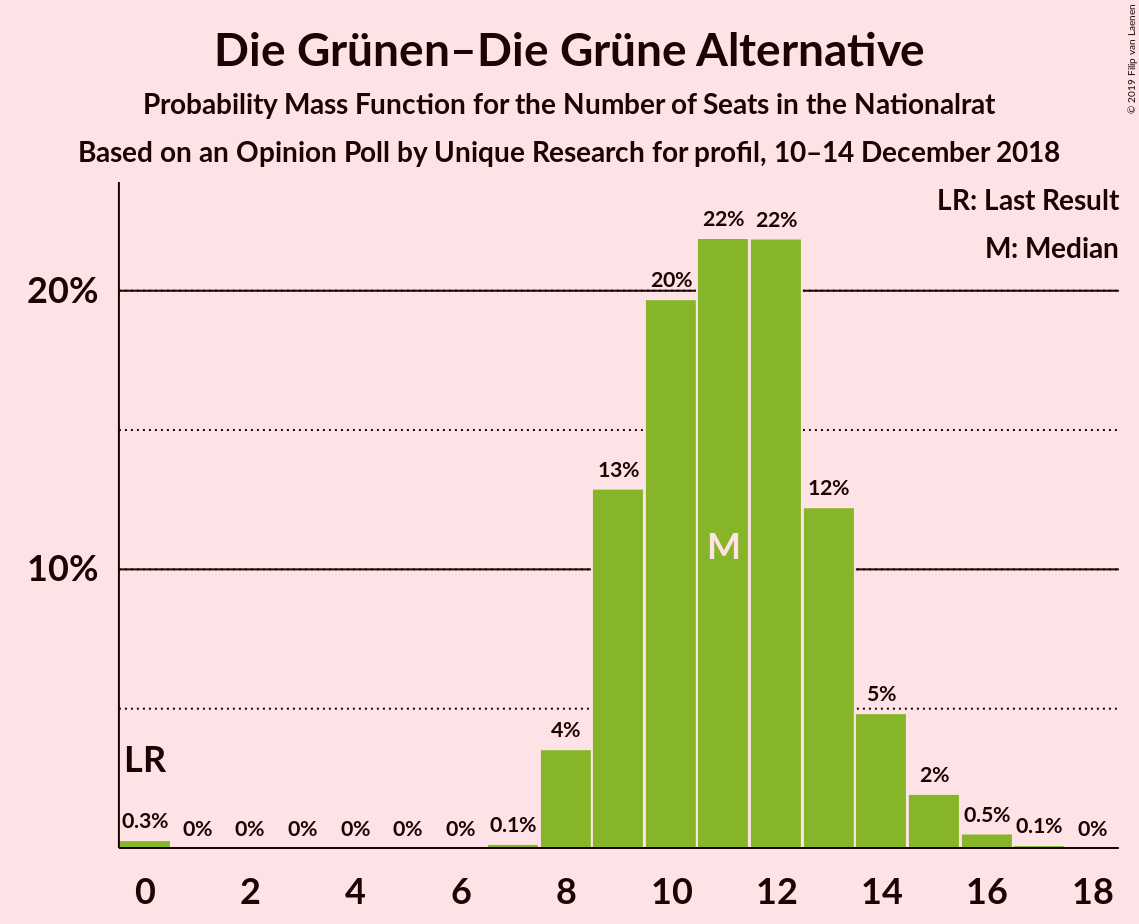 Die Grünen–Die Grüne Alternative
Probability Mass Function for the Number of Seats in the Nationalrat
Based on an Opinion Poll by Unique Research for profil, 10–14 December 2018
© 2019 Filip van Laenen
LR: Last Result
M: Median
22% 22%
20%
20%
13%
12%
M
10%
5%
4%
LR
2%
0.3% 0% 0% 0% 0% 0% 0% 0.1% 0.5% 0.1% 0%
0 2 4 6 8 10 12 14 16 18